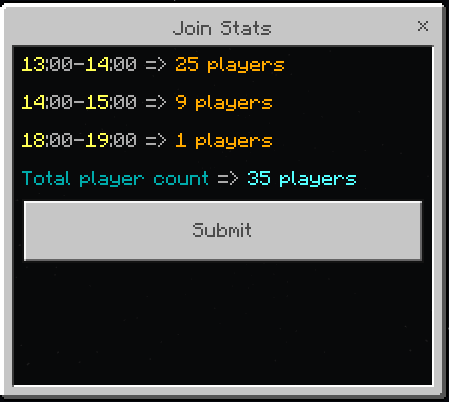 Join Stats ×
13:00-14:00 => 25 players
14:00-15:00 => 9 players
18:00-19:00 => 1 players
Total player count => 35 players
Submit